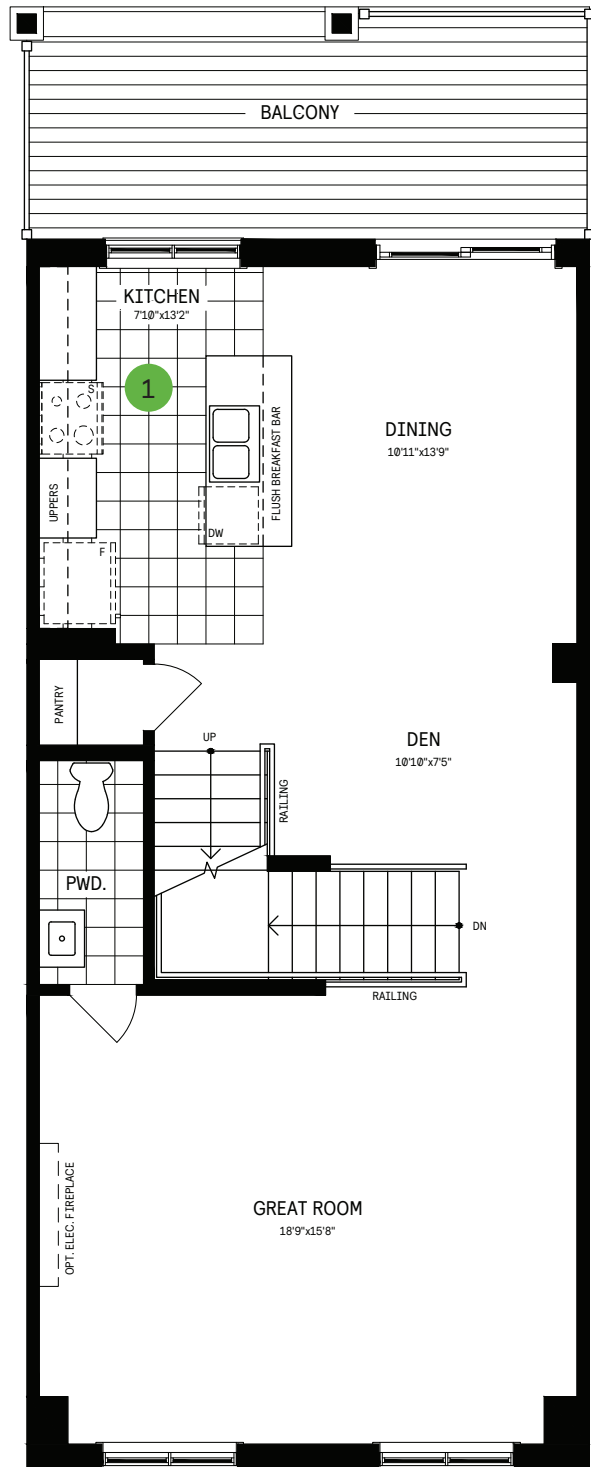 BALCONY
KITCHEN
7'10"x13'2"
S
1
DINING
10'11"x13'9"
FLUSH BREAKFAST BAR
UPPERS
DW
F
PANTRY
UP
DEN
10'10"x7'5"
RAILING
PWD.
DN
RAILING
OPT. ELEC. FIREPLACE
GREAT ROOM
18'9"x15'8"